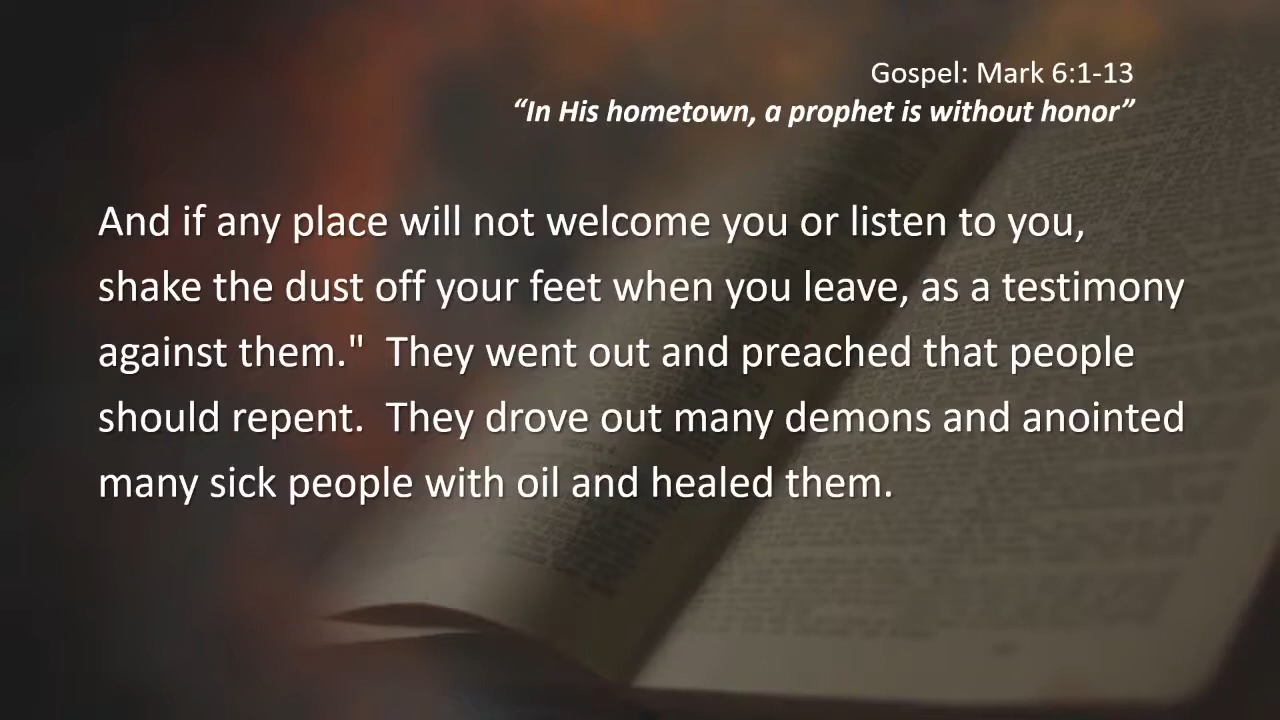 Gospel: Mark 6:1-13
“In His hometown, a prophet is without honor”
And if any place will not welcome you or listen to you,
shake the dust off your feet when you leave, as a testimony
against them."  They went out and preached that people
should repent.  They drove out many demons and anointed
many sick people with oil and healed them.